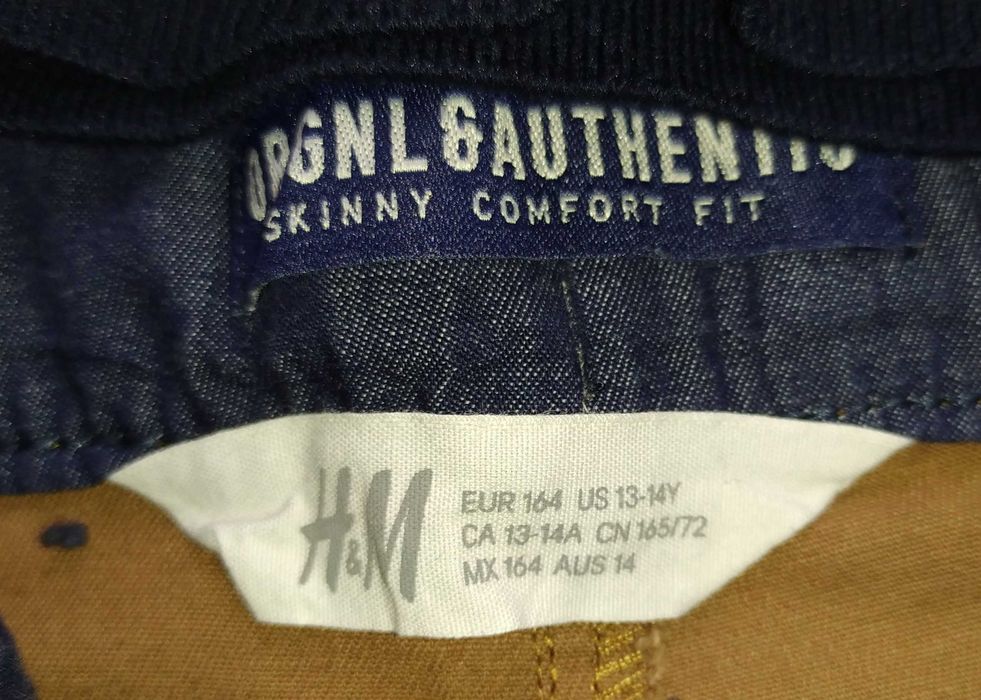 ORGNL & AUTHENTIC
SKINNY COMFORT FIT
H&M
EUR 164 US 13-14Y
CA 13-14A CN 165/72
MX 164 AUS 14